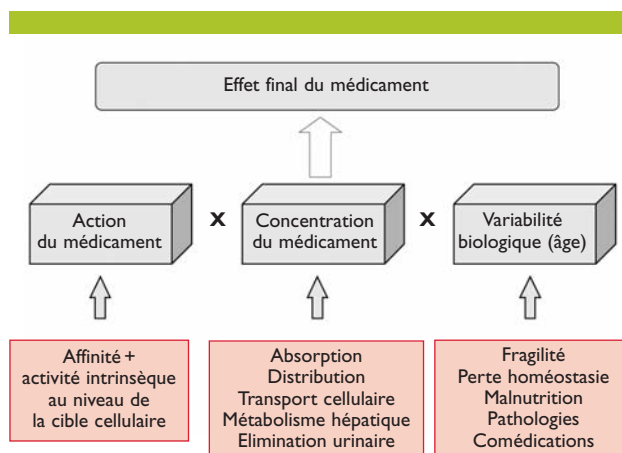 Effet final du médicament
Action
du médicament
x
Concentration
du médicament
x
Variabilité
biologique (âge)
Affinité +
activité intrinsèque
au niveau de
la cible cellulaire
Absorption
Distribution
Transport cellulaire
Métabolisme hépatique
Elimination urinaire
Fragilité
Perte homéostasie
Malnutrition
Pathologies
Comédications